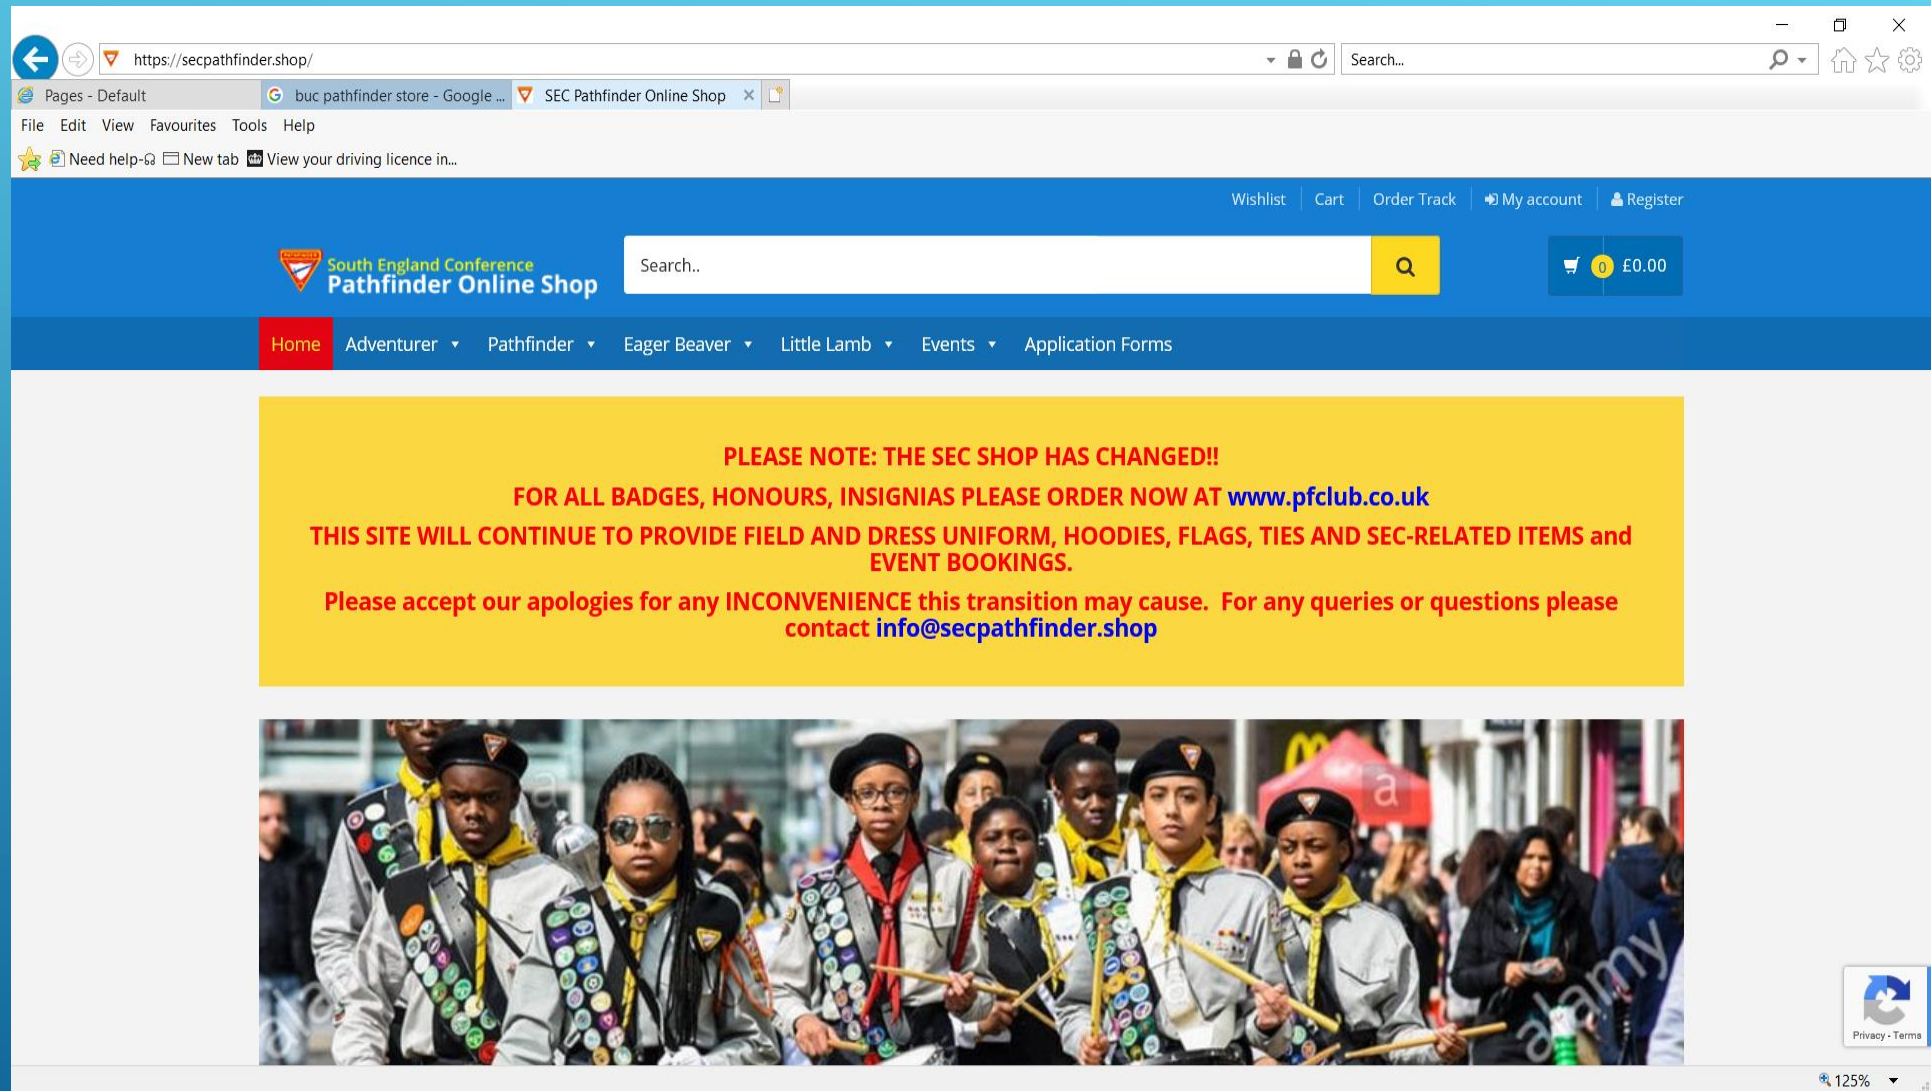 https://secpathfinder.shop/
Search...
Pages - Default
buc pathfinder store - Google ...
SEC Pathfinder Online Shop
File Edit View Favourites Tools Help
Need help- New tab View your driving licence in...
Wishlist Cart Order Track My account Register
South England Conference
Pathfinder Online Shop
Search..
0 £0.00
Home Adventurer Pathfinder Eager Beaver Little Lamb Events Application Forms
PLEASE NOTE: THE SEC SHOP HAS CHANGED!!
FOR ALL BADGES, HONOURS, INSIGNIAS PLEASE ORDER NOW AT www.pfclub.co.uk
THIS SITE WILL CONTINUE TO PROVIDE FIELD AND DRESS UNIFORM, HOODIES, FLAGS, TIES AND SEC-RELATED ITEMS and
EVENT BOOKINGS.
Please accept our apologies for any INCONVENIENCE this transition may cause. For any queries or questions please
contact info@secpathfinder.shop
a
a
alamy
Privacy - Terms
125%